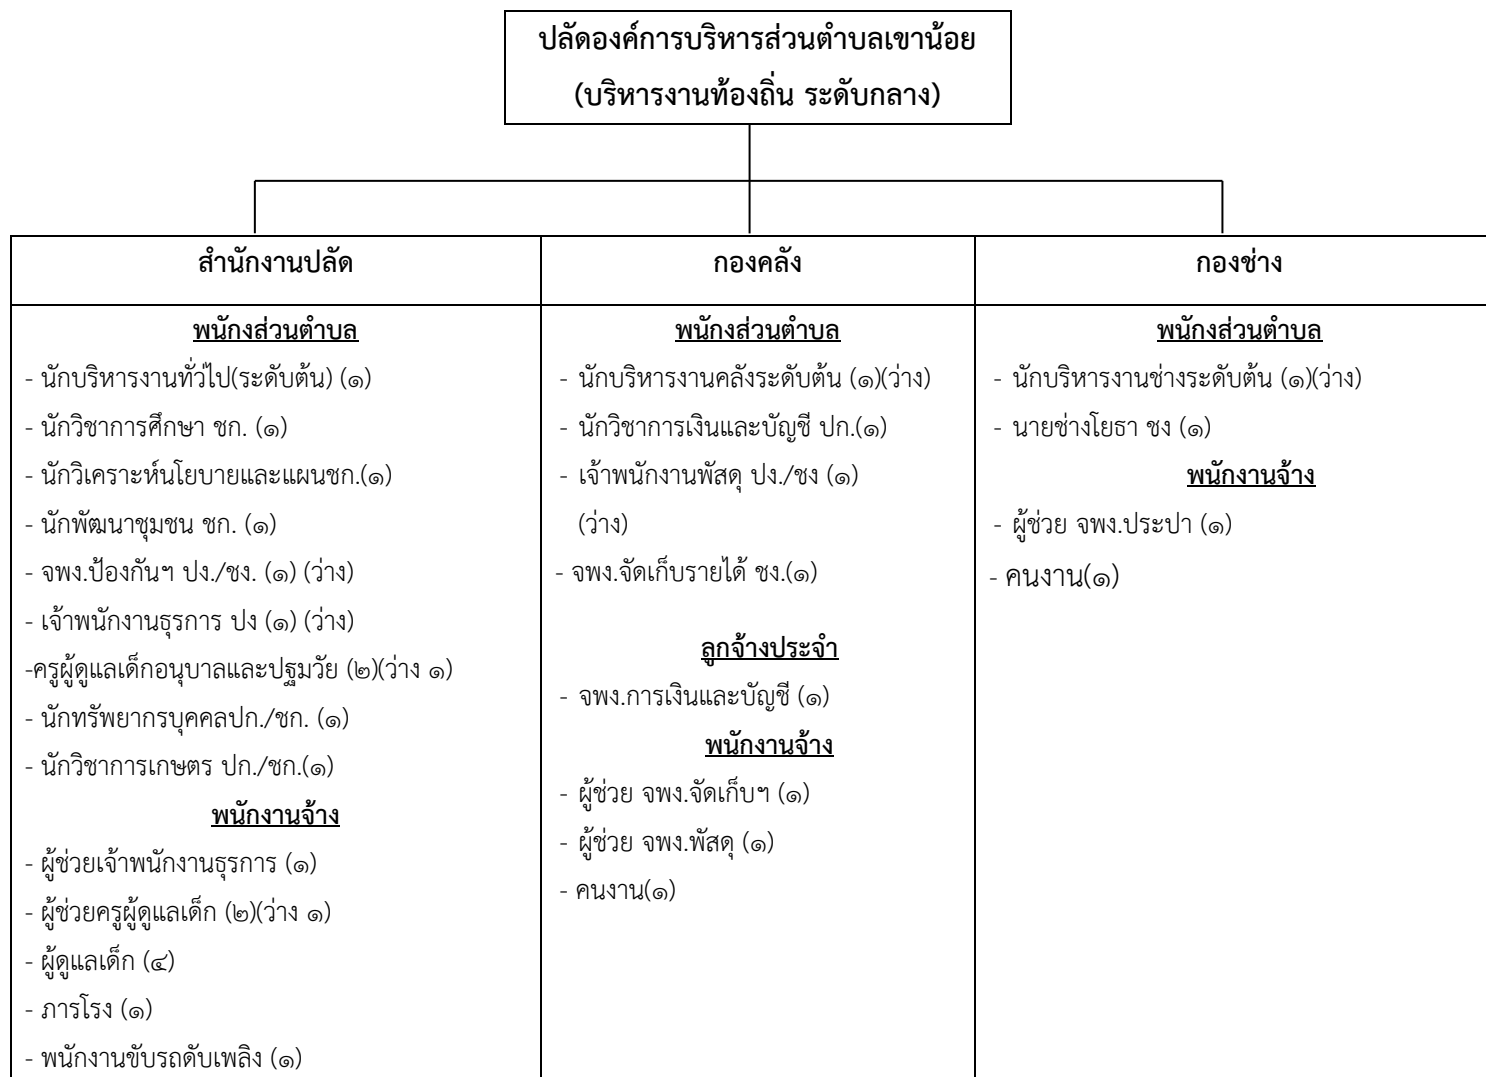 ปลัดองค์การบริหารส่วนตำบลเขาน้อย
(บริหารงานท้องถิ่น ระดับกลาง)
สำนักงานปลัด
พนักงส่วนตำบล
- นักบริหารงานทั่วไป(ระดับต้น) (๑)
- นักวิชาการศึกษา ชก. (๑)
- นักวิเคราะห์นโยบายและแผนชก.(๑)
- นักพัฒนาชุมชน ชก. (๑)
- จพง.ป้องกันฯ ปง./ชง. (๑) (ว่าง)
- เจ้าพนักงานธุรการ ปง (๑) (ว่าง)
-ครูผู้ดูแลเด็กอนุบาลและปฐมวัย (๒)(ว่าง ๑)
- นักทรัพยากรบุคคลปก./ชก. (๑)
- นักวิชาการเกษตร ปก./ชก.(๑)
พนักงานจ้าง
- ผู้ช่วยเจ้าพนักงานธุรการ (๑)
- ผู้ช่วยครูผู้ดูแลเด็ก (๒)(ว่าง ๑)
- ผู้ดูแลเด็ก (๔)
- ภารโรง (๑)
- พนักงานขับรถดับเพลิง (๑)
กองคลัง
พนักงส่วนตำบล
- นักบริหารงานคลังระดับต้น (๑)(ว่าง)
- นักวิชาการเงินและบัญชี ปก.(๑)
- เจ้าพนักงานพัสดุ ปง./ชง (๑)
(ว่าง)
- จพง.จัดเก็บรายได้ ชง.(๑)
ลูกจ้างประจำ
- จพง.การเงินและบัญชี (๑)
พนักงานจ้าง
- ผู้ช่วย จพง.จัดเก็บฯ (๑)
- ผู้ช่วย จพง.พัสดุ (๑)
- คนงาน(๑)
กองช่าง
พนักงส่วนตำบล
- นักบริหารงานช่างระดับต้น (๑)(ว่าง)
- นายช่างโยธา ชง (๑)
พนักงานจ้าง
- ผู้ช่วย จพง.ประปา (๑)
- คนงาน(๑)